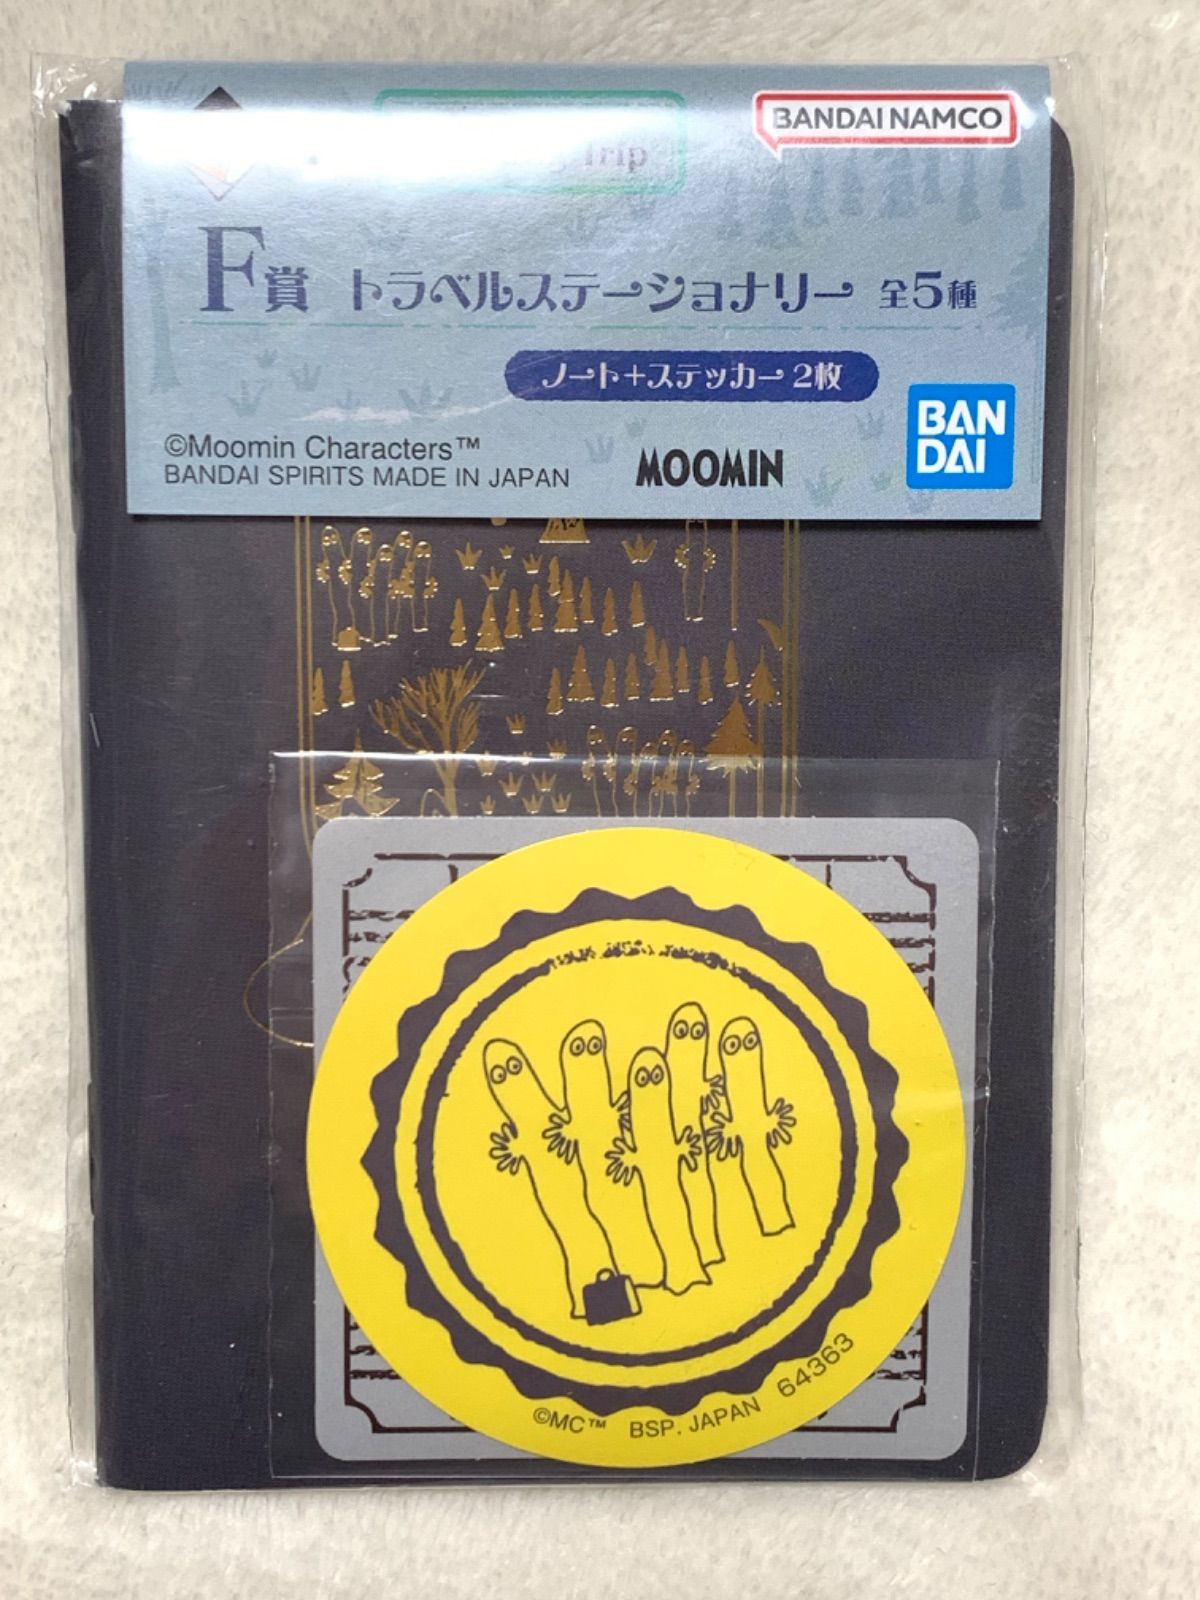 Trip
BANDAI NAMCO
F賞 トラベルステーショナリー 全5種
ノート+ステッカー2枚
©Moomin Characters™
BANDAI SPIRITS MADE IN JAPAN
MOOMIN
BAN
DAI
©MC™ BSP. JAPAN 64363